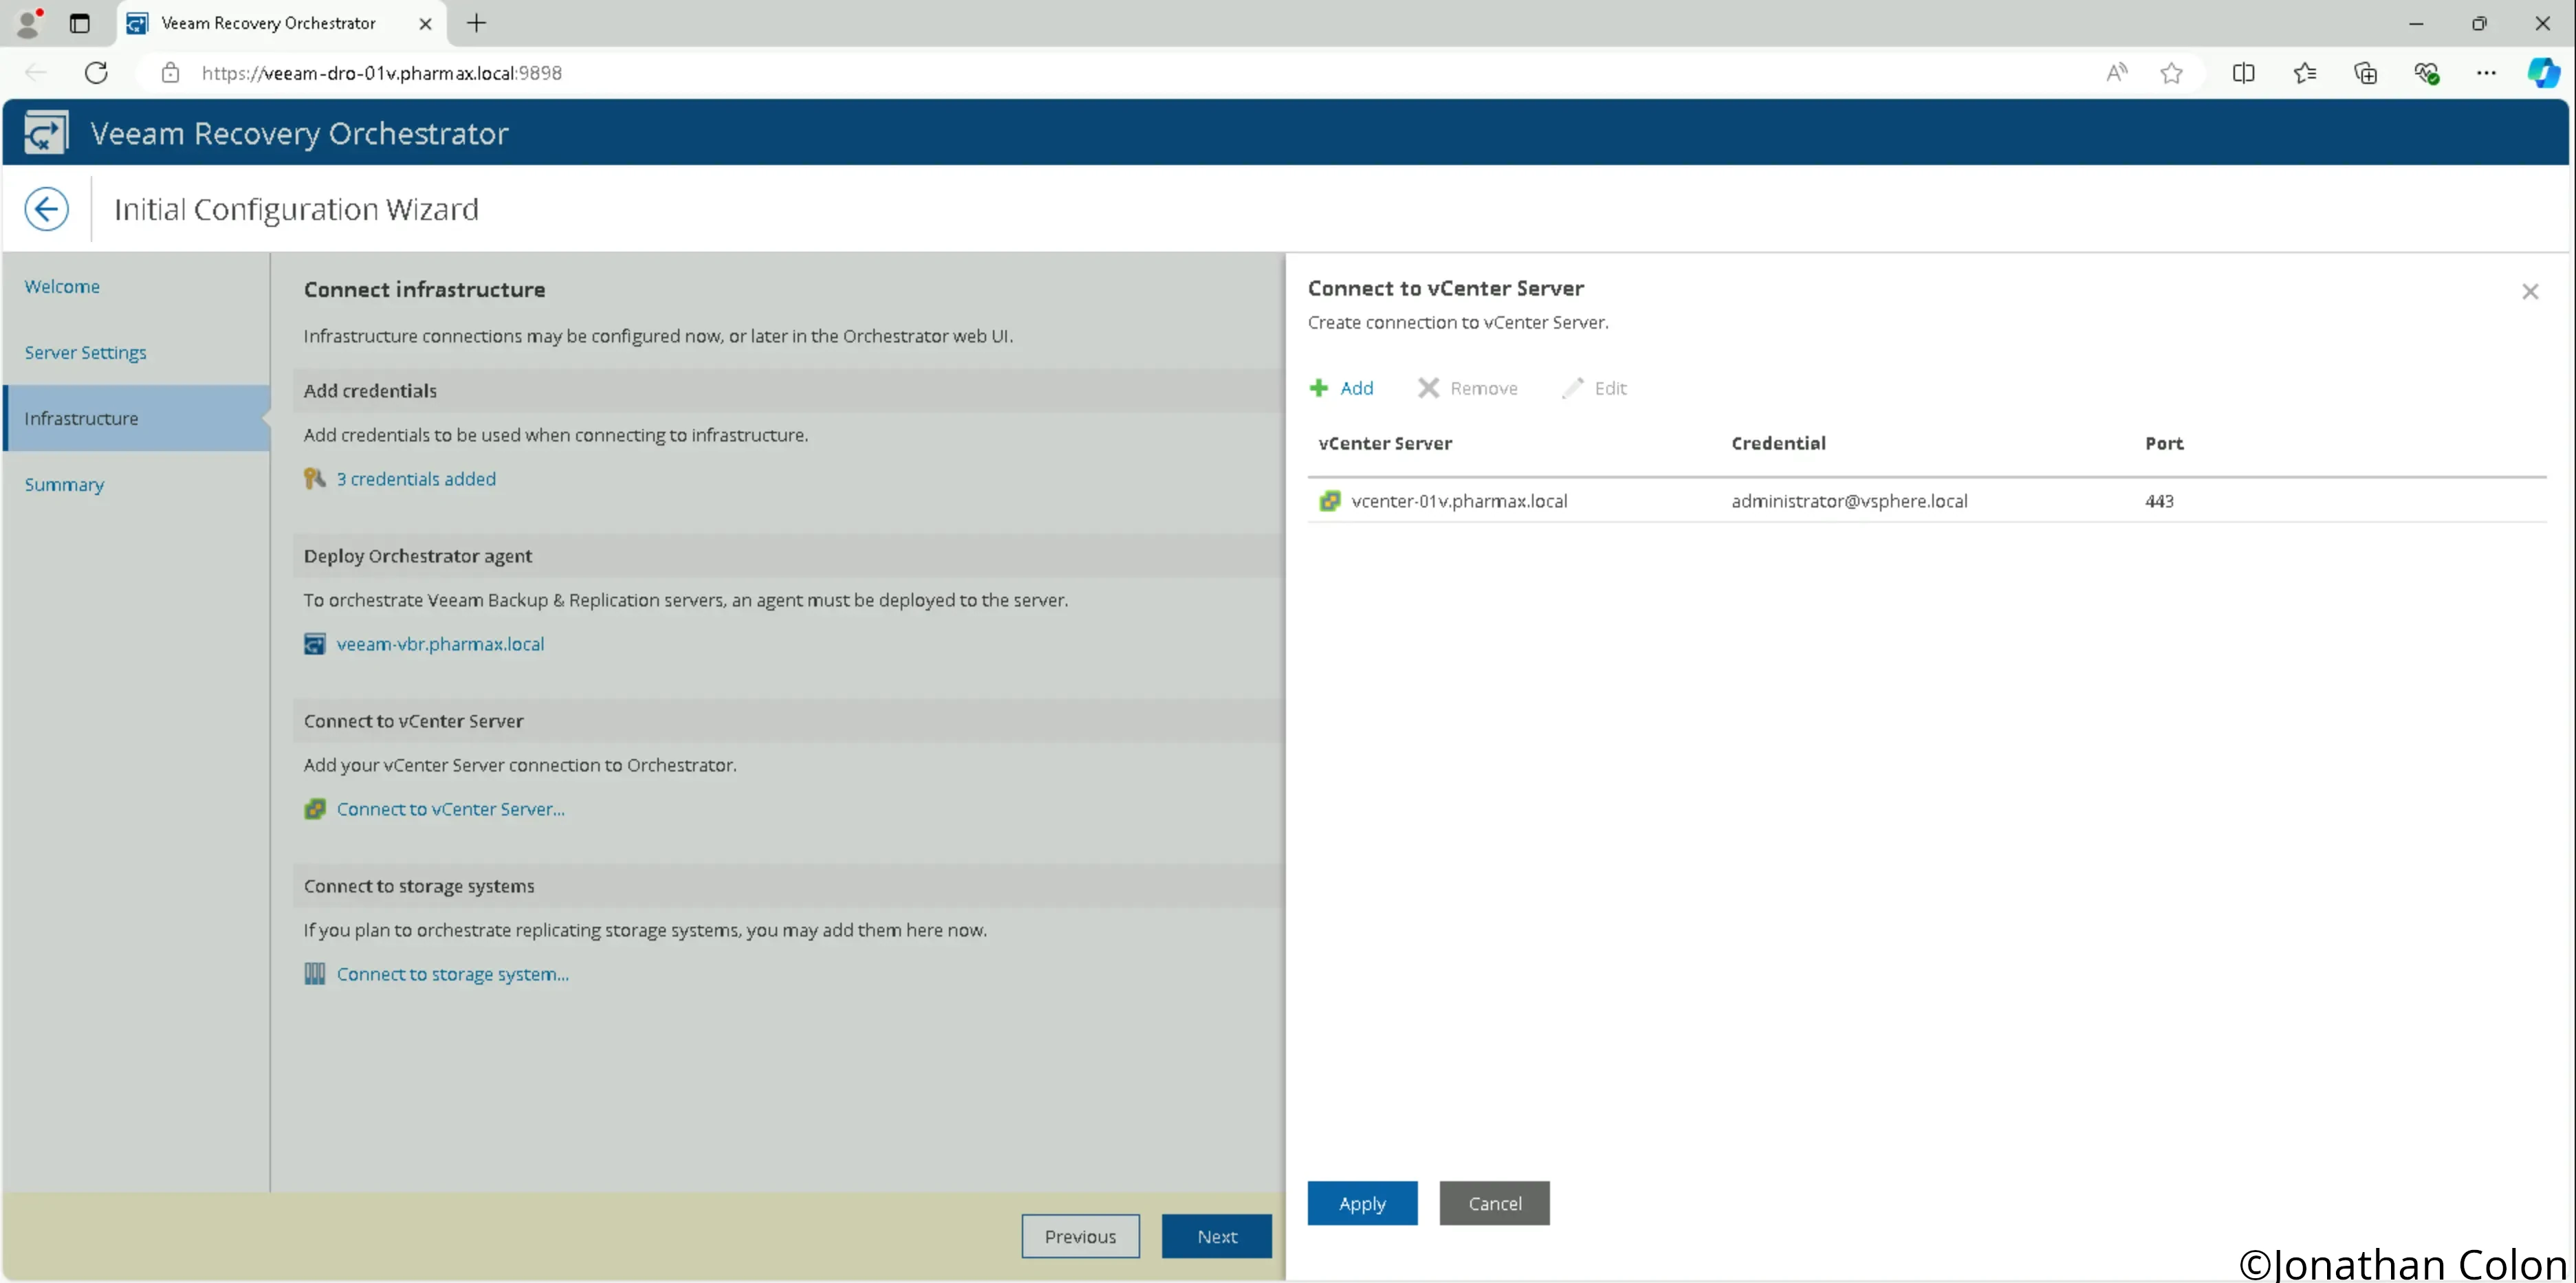 Veeam Recovery Orchestrator
https://veeam-dro-01v.pharmax.local:9898
Veeam Recovery Orchestrator
Initial Configuration Wizard
Welcome
Server Settings
Infrastructure
Summary
Connect infrastructure
Infrastructure connections may be configured now, or later in the Orchestrator web UI.
Add credentials
Add credentials to be used when connecting to infrastructure.
3 credentials added
Deploy Orchestrator agent
To orchestrate Veeam Backup & Replication servers, an agent must be deployed to the server.
veeam-vbr.pharmax.local
Connect to vCenter Server
Add your vCenter Server connection to Orchestrator.
Connect to vCenter Server...
Connect to storage systems
If you plan to orchestrate replicating storage systems, you may add them here now.
Connect to storage system...
Previous Next
Connect to vCenter Server
Create connection to vCenter Server.
Add Remove Edit
vCenter Server Credential Port
vcenter-01v.pharmax.local administrator@vsphere.local 443
Apply Cancel
©Jonathan Colon